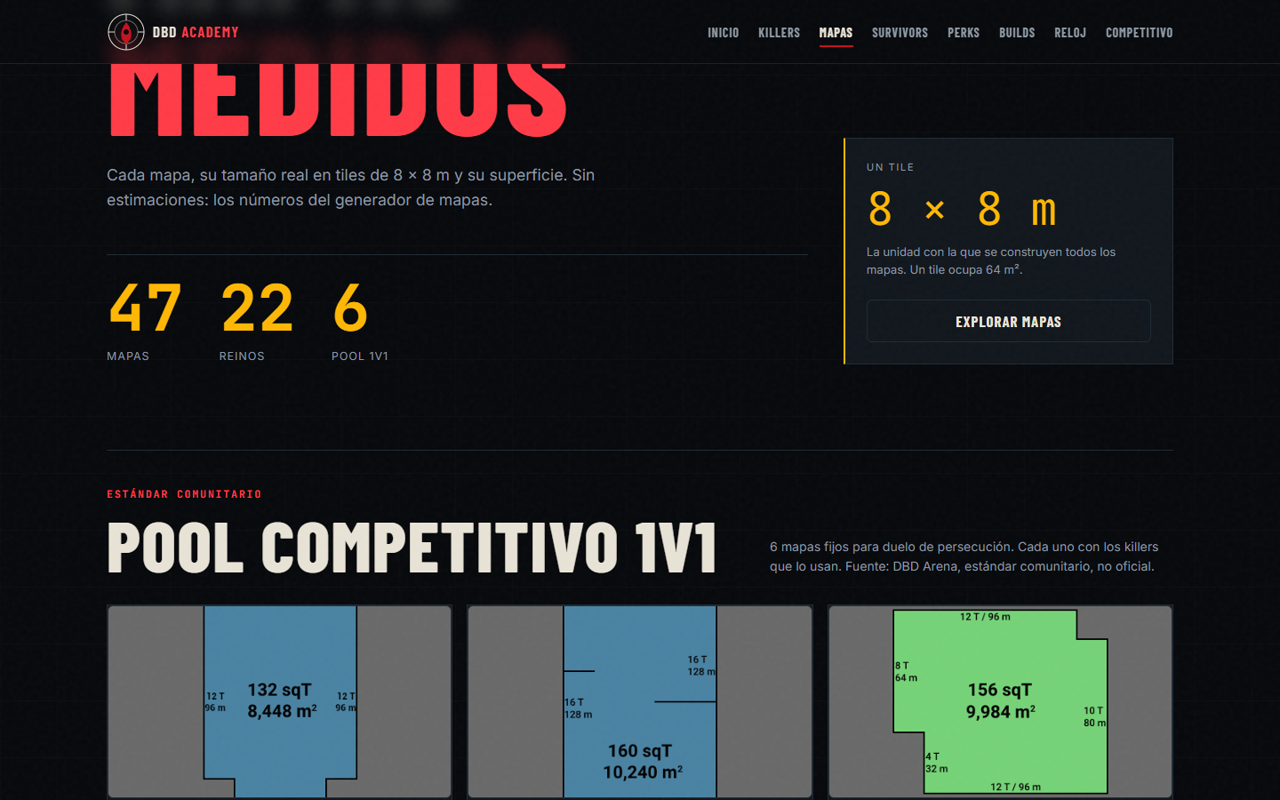 DBD ACADEMY
INICIO KILLERS MAPAS SURVIVORS PERKS BUILDS RELOJ COMPETITIVO
MEDIDOS
Cada mapa, su tamaño real en tiles de 8 × 8 m y su superficie. Sin
estimaciones: los números del generador de mapas.
47 22 6
MAPAS REINOS POOL 1V1
UN TILE
8 × 8 m
La unidad con la que se construyen todos los
mapas. Un tile ocupa 64 m².
EXPLORAR MAPAS
ESTÁNDAR COMUNITARIO
POOL COMPETITIVO 1V1
6 mapas fijos para duelo de persecución. Cada uno con los killers
que lo usan. Fuente: DBD Arena, estándar comunitario, no oficial.
12 T
96 m
132 sqT
8,448 m²
12 T
96 m
16 T
128 m
16 T
128 m
160 sqT
10,240 m²
12 T / 96 m
8 T
64 m
156 sqT
9,984 m²
10 T
80 m
4 T
32 m
12 T / 96 m